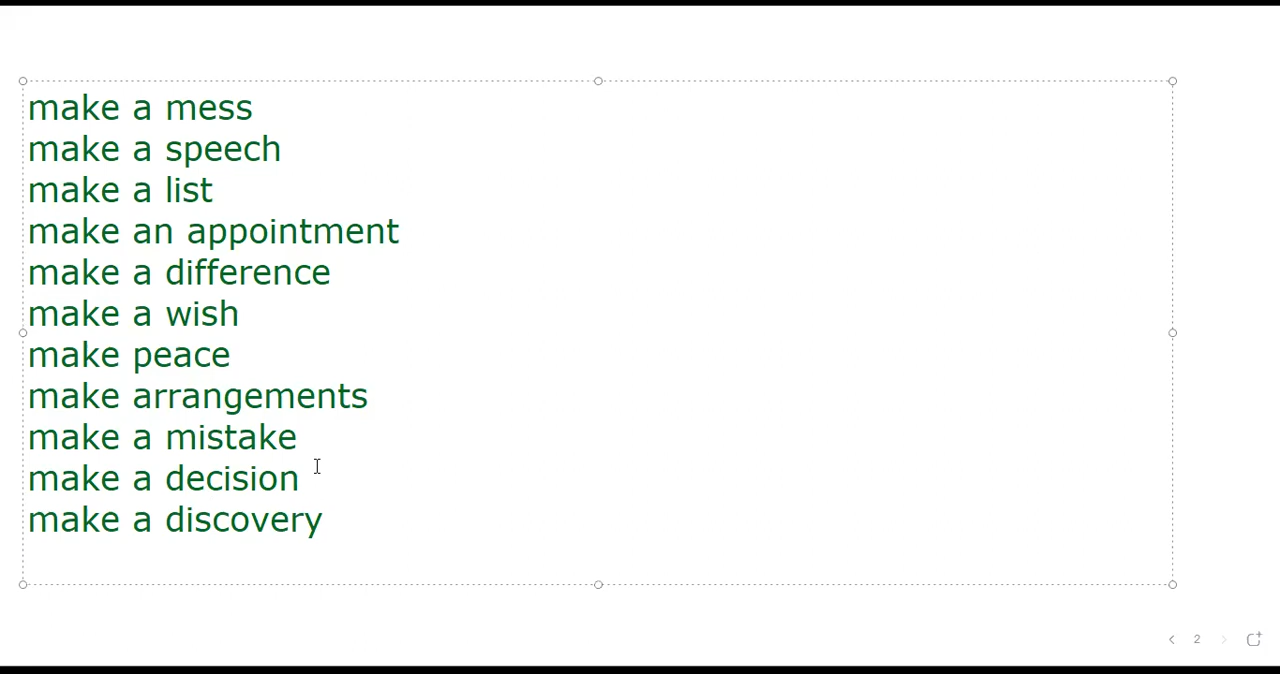 make a mess
make a speech
make a list
make an appointment
make a difference
make a wish
make peace
make arrangements
make a mistake
make a decision
make a discovery
2